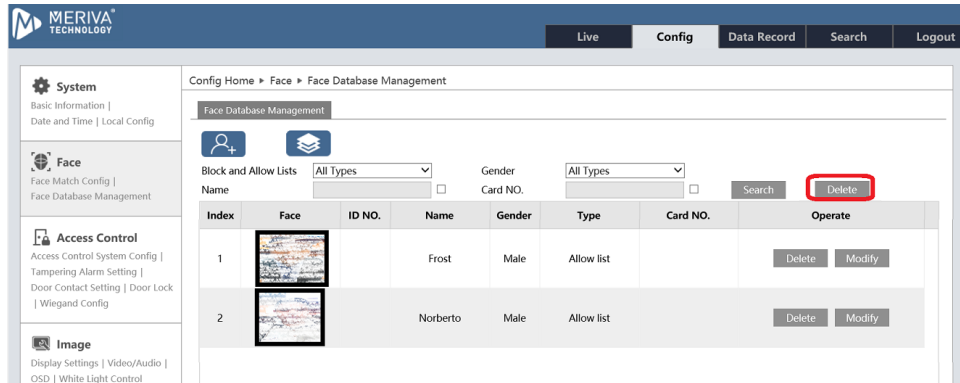 MERIVA®
TECHNOLOGY
Live Config Data Record Search Logout
System
Basic Information |
Date and Time | Local Config
Face
Face Match Config |
Face Database Management
Access Control
Access Control System Config |
Tampering Alarm Setting |
Door Contact Setting | Door Lock
| Wiegand Config
Image
Display Settings | Video/Audio |
OSD | White Light Control
Config Home ▸ Face ▸ Face Database Management
Face Database Management
Block and Allow Lists All Types Gender All Types
Name Card NO. Search Delete
Index Face ID NO. Name Gender Type Card NO. Operate
1 Frost Male Allow list Delete Modify
2 Norberto Male Allow list Delete Modify